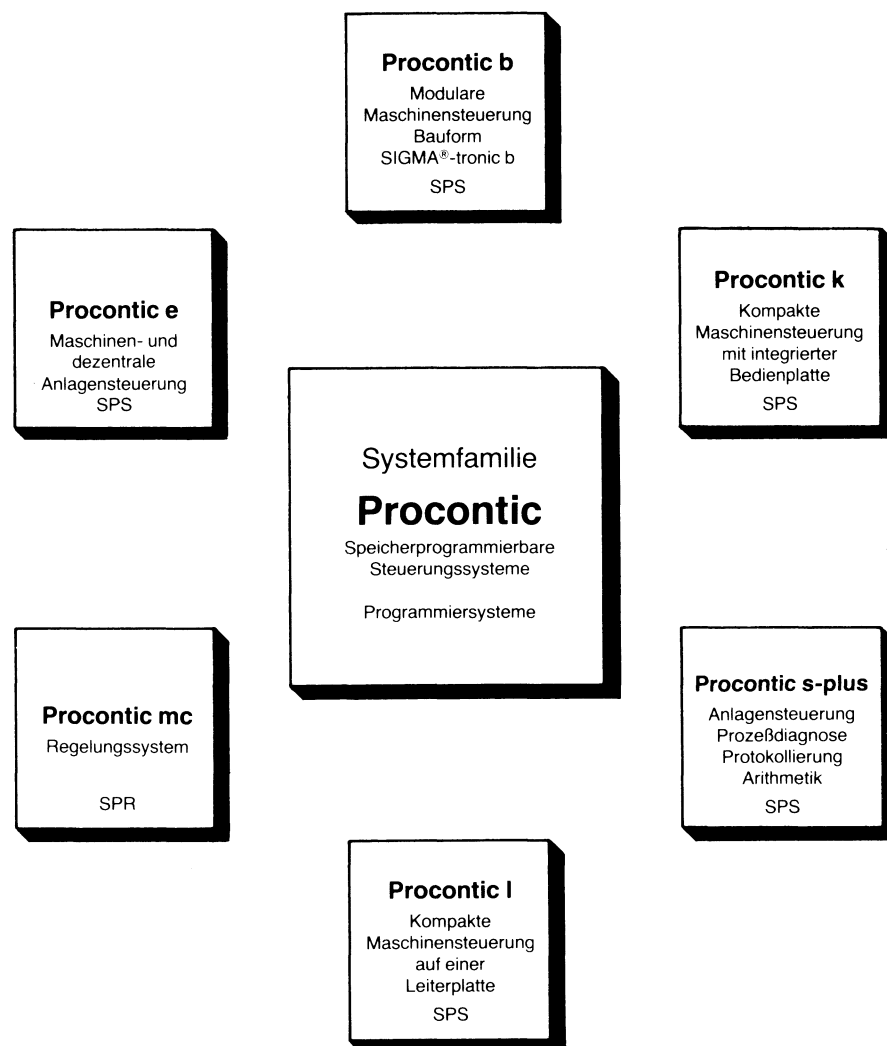 Procontic b
Modulare
Maschinensteuerung
Bauform
SIGMA®-tronic b
SPS
Procontic e
Maschinen- und
dezentrale
Anlagensteuerung
SPS
Procontic k
Kompakte
Maschinensteuerung
mit integrierter
Bedienplatte
SPS
Systemfamilie
Procontic
Speicherprogrammierbare
Steuerungssysteme
Programmiersysteme
Procontic mc
Regelungssystem
SPR
Procontic s-plus
Anlagensteuerung
Prozeßdiagnose
Protokollierung
Arithmetik
SPS
Procontic l
Kompakte
Maschinensteuerung
auf einer
Leiterplatte
SPS